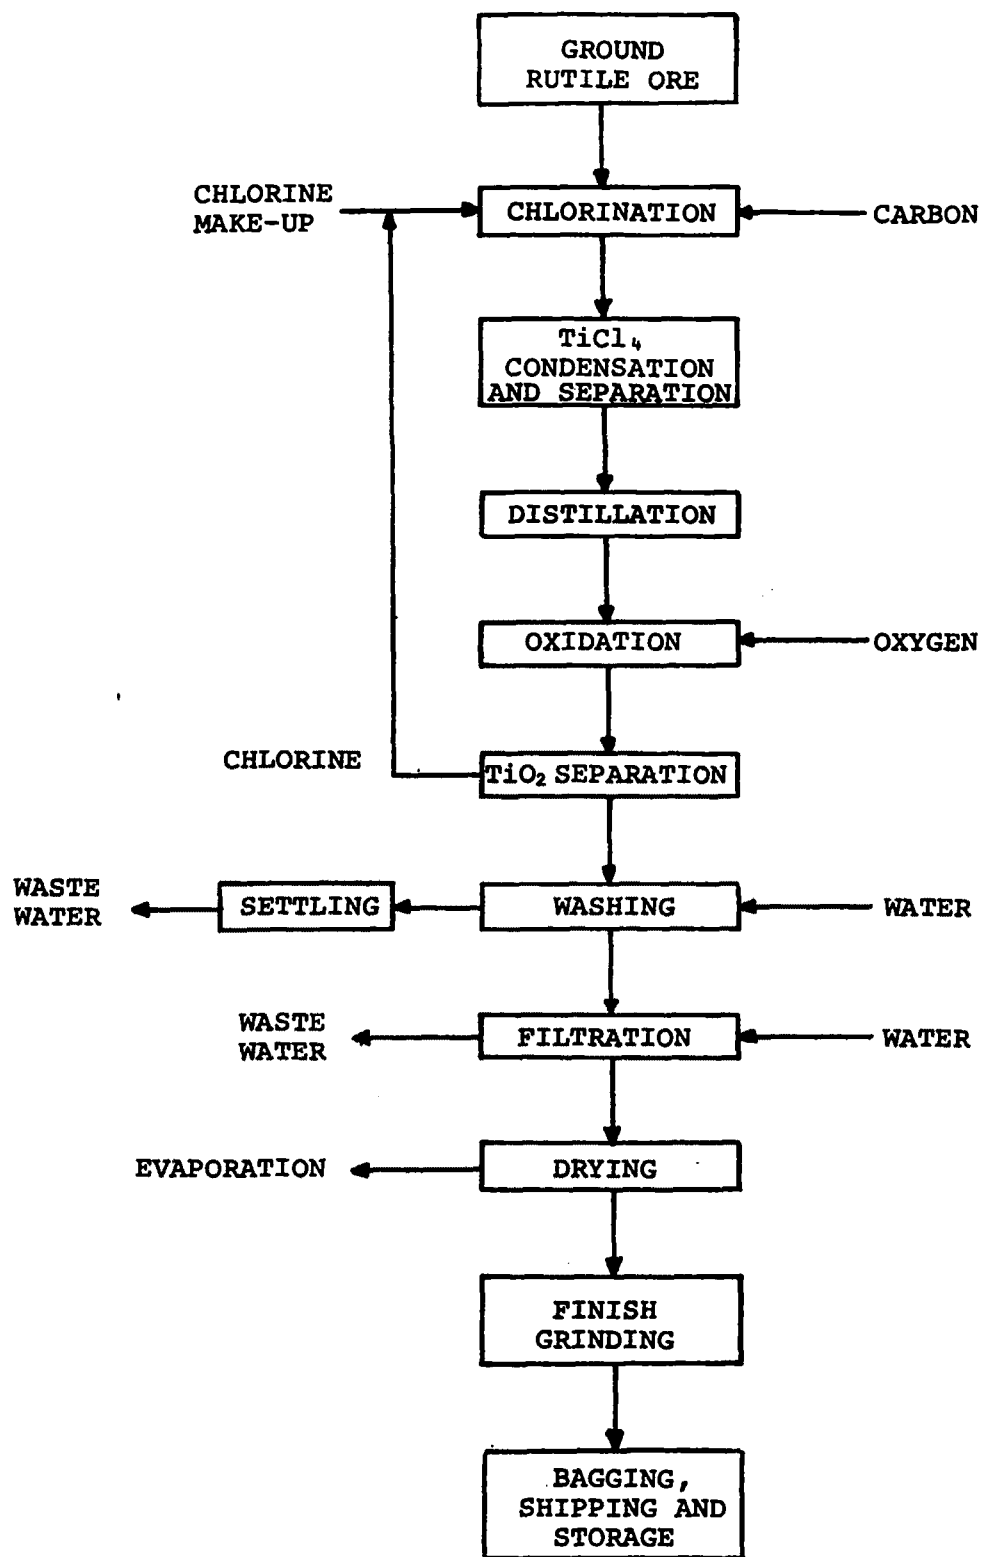 GROUND
RUTILE ORE
CHLORINE
MAKE-UP
CHLORINATION
CARBON
TiCl₄
CONDENSATION
AND SEPARATION
DISTILLATION
OXIDATION
OXYGEN
CHLORINE
TiO₂ SEPARATION
WASTE
WATER
SETTLING
WASHING
WATER
WASTE
WATER
FILTRATION
WATER
EVAPORATION
DRYING
FINISH
GRINDING
BAGGING,
SHIPPING AND
STORAGE